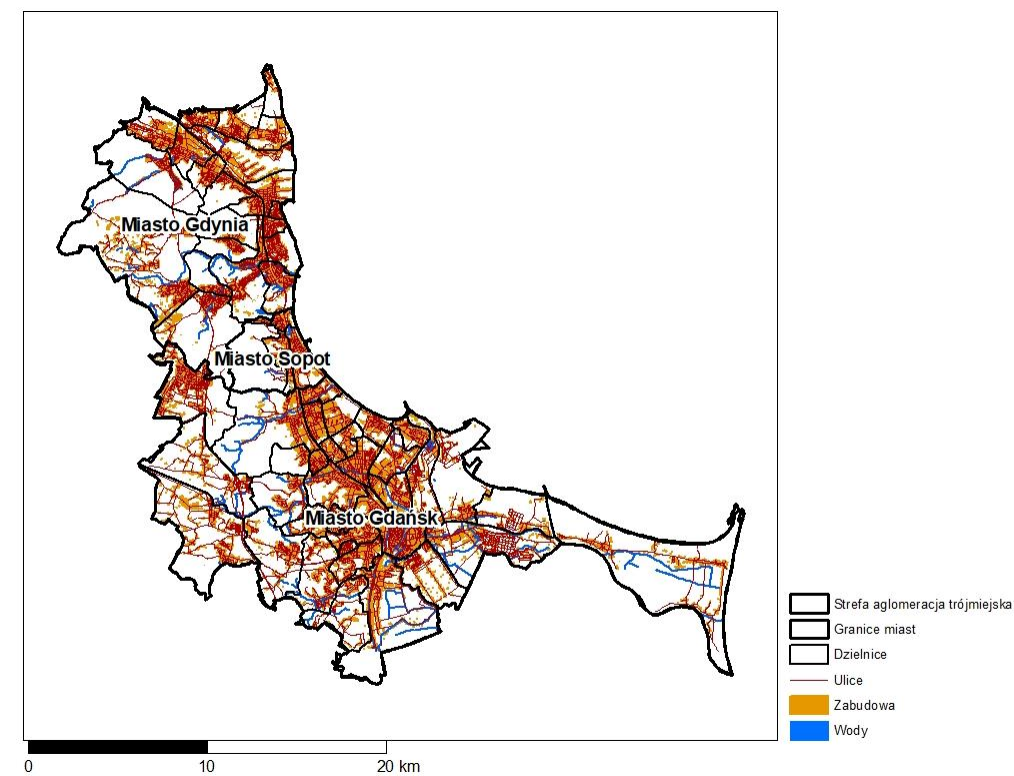 Miasto Gdynia
Miasto Sopot
Miasto Gdańsk
Strefa aglomeracja trójmiejska
Granice miast
Dzielnice
Ulice
Zabudowa
Wody
0 10 20 km